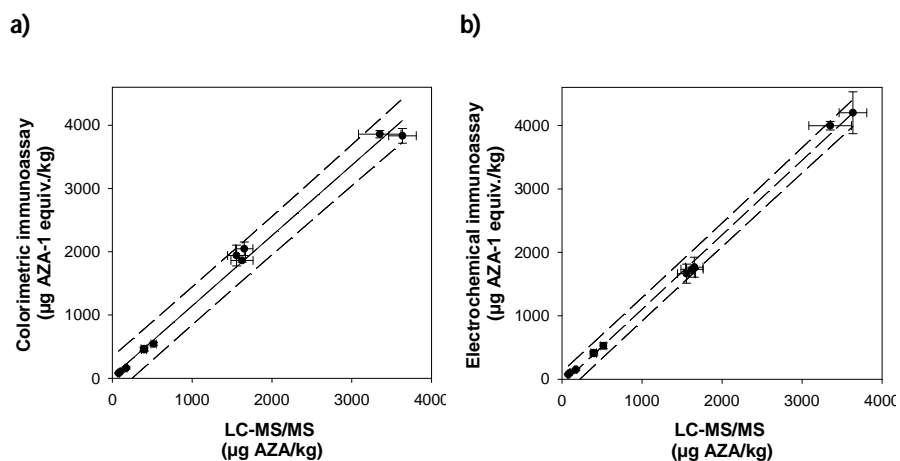 a)
Colorimetric immunoassay
(µg AZA-1 equiv./kg)
4000
3000
2000
1000
0
0 1000 2000 3000 4000
LC-MS/MS
(µg AZA/kg)
b)
Electrochemical immunoassay
(µg AZA-1 equiv./kg)
4000
3000
2000
1000
0
0 1000 2000 3000 4000
LC-MS/MS
(µg AZA/kg)